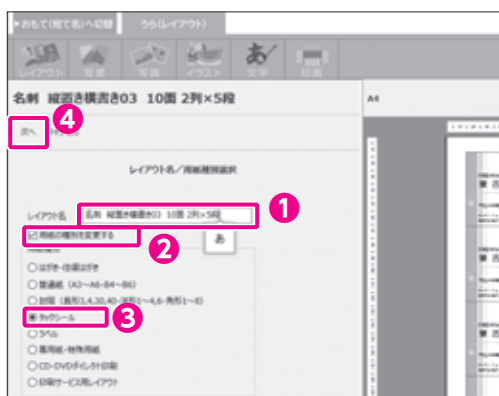 ▸おもて(宛て名)へ切替 うら(レイアウト)
レイアウト 背景 写真 イラスト 文字 印刷
名刺 縦置き横書き03 10面 2列×5段
A4
次へ
4
レイアウト名/用紙種別選択
レイアウト名 名刺 縦置き横書き03 10面 2列×5段
1
☑用紙の種別を変更する
2
あ
用紙種別
○はがき・往復はがき
○普通紙 (A3～A6・B4～B6)
○封筒 (長形3,4,30,40・洋形1～4,6・角形1～8)
◉タックシール
3
○ラベル
○専用紙・特殊用紙
○CD・DVDダイレクト印刷
○印刷サービス用レイアウト